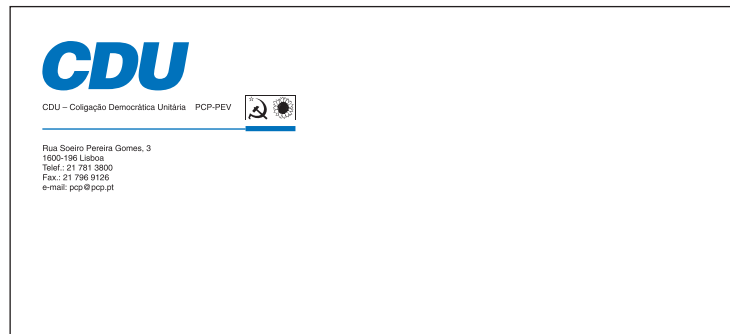 CDU
CDU – Coligação Democrática Unitária PCP-PEV
Rua Soeiro Pereira Gomes, 3
1600-196 Lisboa
Telef.: 21 781 3800
Fax.: 21 796 9126
e-mail: pcp@pcp.pt